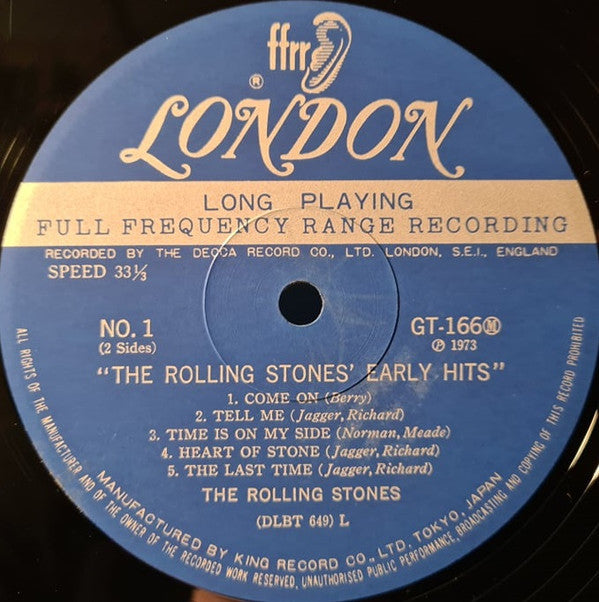 ffrr
®
LONDON
LONG PLAYING
FULL FREQUENCY RANGE RECORDING
RECORDED BY THE DECCA RECORD CO., LTD. LONDON, S.E.I., ENGLAND
SPEED 33⅓
NO. 1
(2 Sides)
GT-166Ⓜ
℗ 1973
"THE ROLLING STONES' EARLY HITS"
1. COME ON (Berry)
2. TELL ME (Jagger, Richard)
3. TIME IS ON MY SIDE (Norman, Meade)
4. HEART OF STONE (Jagger, Richard)
5. THE LAST TIME (Jagger, Richard)
THE ROLLING STONES
(DLBT 649) L
MANUFACTURED BY KING RECORD CO., LTD. TOKYO, JAPAN
ALL RIGHTS OF THE MANUFACTURER AND OF THE OWNER OF THE RECORDED WORK RESERVED, UNAUTHORISED PUBLIC PERFORMANCE, BROADCASTING AND COPYING OF THIS RECORD PROHIBITED